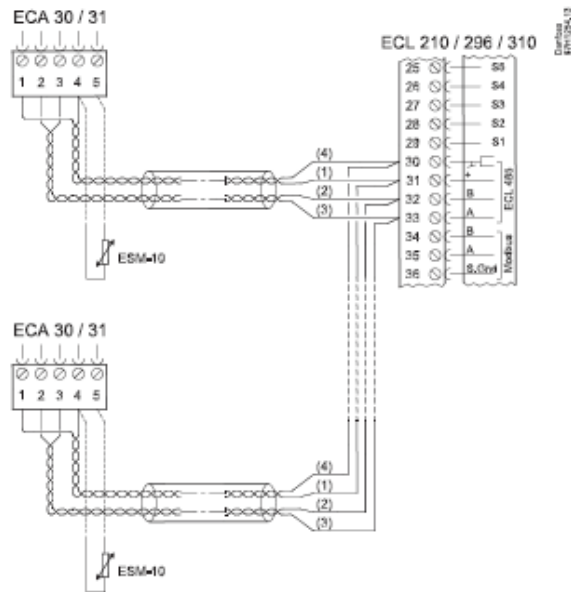 ECA 30 / 31
1 2 3 4 5
ESM-10
ECL 210 / 296 / 310
25 S5
26 S4
27 S3
28 S2
29 S1
30
31 +
32 B
33 A
ECL 485
34 B
35 A
36 S.Gnd
Modbus
(4)
(1)
(2)
(3)
Danfoss
ECA 30 / 31
1 2 3 4 5
ESM-10
(4)
(1)
(2)
(3)